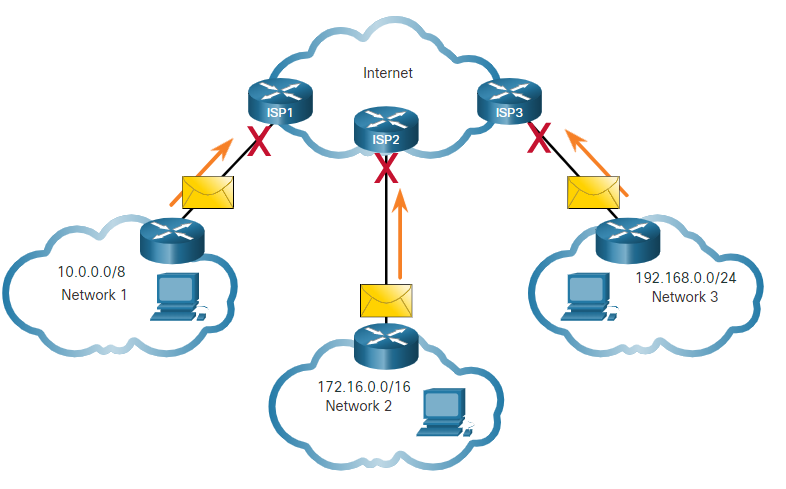 Internet
ISP1
ISP2
ISP3
10.0.0.0/8
Network 1
172.16.0.0/16
Network 2
192.168.0.0/24
Network 3